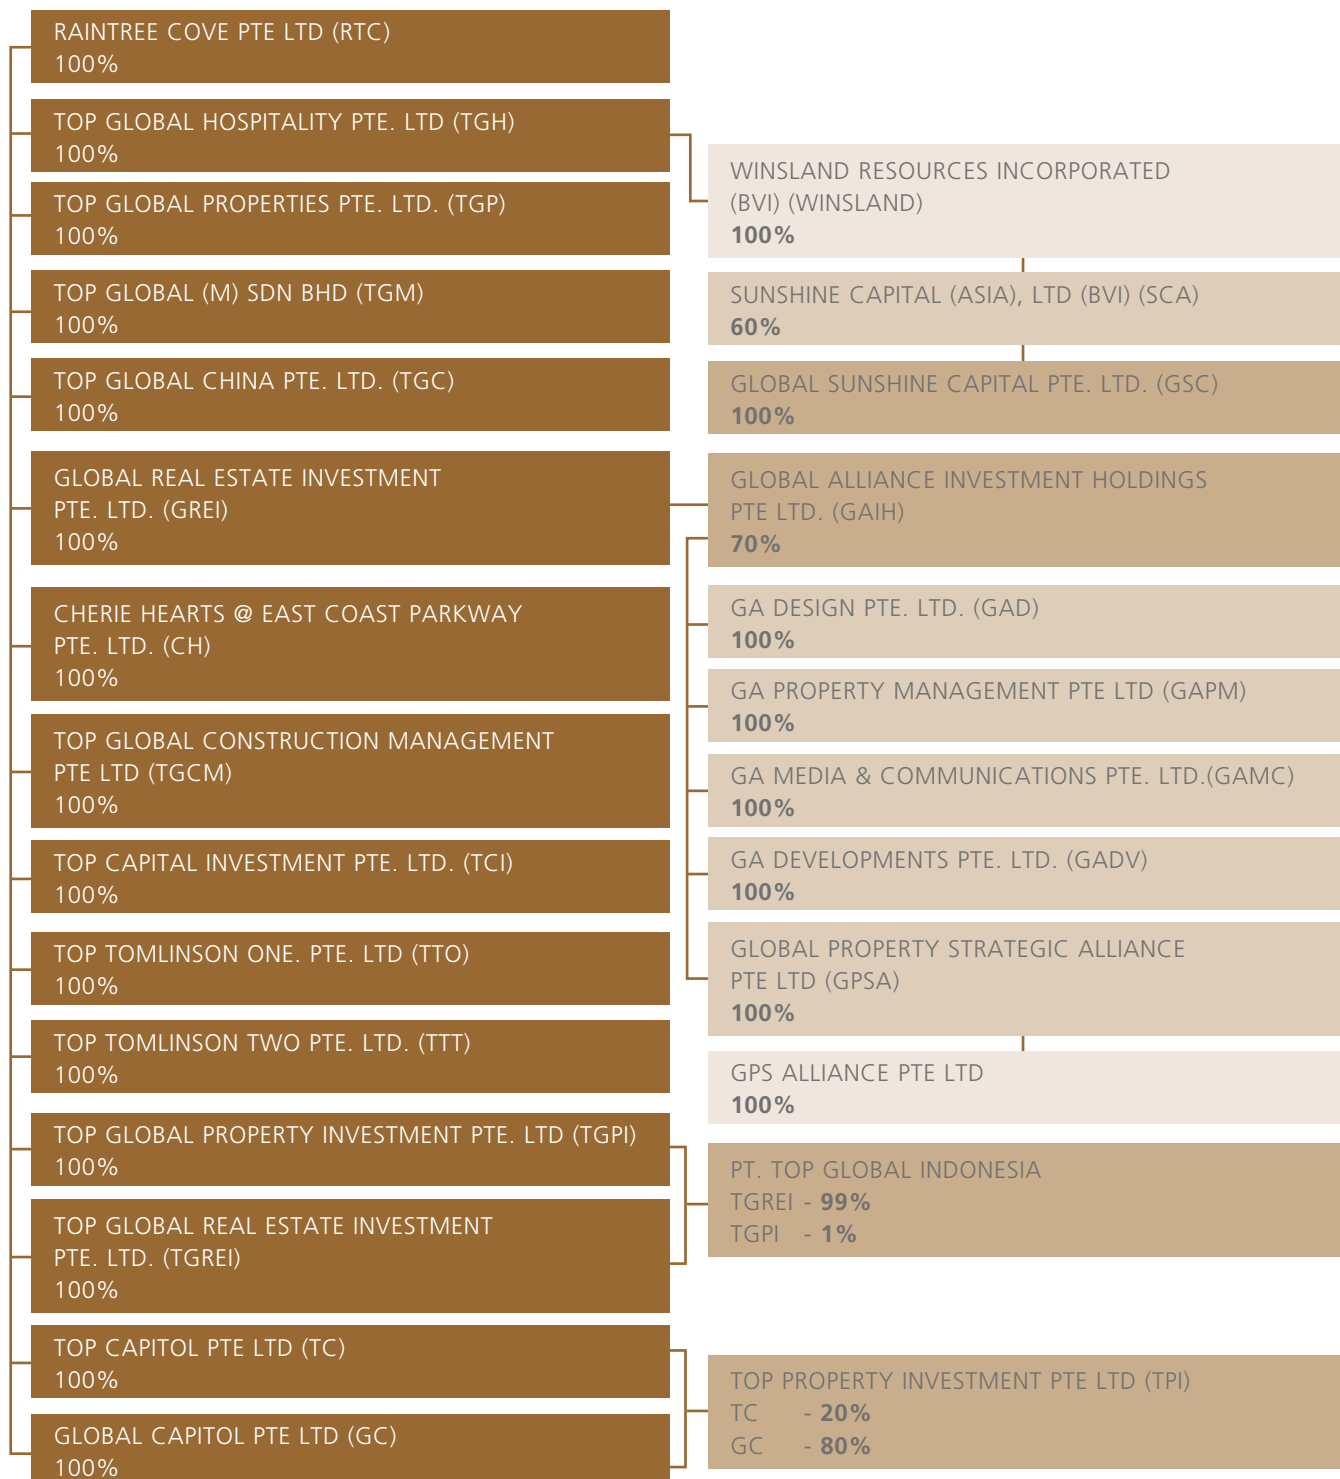 RAINTREE COVE PTE LTD (RTC)
100%
TOP GLOBAL HOSPITALITY PTE. LTD (TGH)
100%
TOP GLOBAL PROPERTIES PTE. LTD. (TGP)
100%
TOP GLOBAL (M) SDN BHD (TGM)
100%
TOP GLOBAL CHINA PTE. LTD. (TGC)
100%
GLOBAL REAL ESTATE INVESTMENT
PTE. LTD. (GREI)
100%
CHERIE HEARTS @ EAST COAST PARKWAY
PTE. LTD. (CH)
100%
TOP GLOBAL CONSTRUCTION MANAGEMENT
PTE LTD (TGCM)
100%
TOP CAPITAL INVESTMENT PTE. LTD. (TCI)
100%
TOP TOMLINSON ONE. PTE. LTD (TTO)
100%
TOP TOMLINSON TWO PTE. LTD. (TTT)
100%
TOP GLOBAL PROPERTY INVESTMENT PTE. LTD (TGPI)
100%
TOP GLOBAL REAL ESTATE INVESTMENT
PTE. LTD. (TGREI)
100%
TOP CAPITOL PTE LTD (TC)
100%
GLOBAL CAPITOL PTE LTD (GC)
100%
WINSLAND RESOURCES INCORPORATED
(BVI) (WINSLAND)
100%
SUNSHINE CAPITAL (ASIA), LTD (BVI) (SCA)
60%
GLOBAL SUNSHINE CAPITAL PTE. LTD. (GSC)
100%
GLOBAL ALLIANCE INVESTMENT HOLDINGS
PTE LTD. (GAIH)
70%
GA DESIGN PTE. LTD. (GAD)
100%
GA PROPERTY MANAGEMENT PTE LTD (GAPM)
100%
GA MEDIA & COMMUNICATIONS PTE. LTD.(GAMC)
100%
GA DEVELOPMENTS PTE. LTD. (GADV)
100%
GLOBAL PROPERTY STRATEGIC ALLIANCE
PTE LTD (GPSA)
100%
GPS ALLIANCE PTE LTD
100%
PT. TOP GLOBAL INDONESIA
TGREI - 99%
TGPI - 1%
TOP PROPERTY INVESTMENT PTE LTD (TPI)
TC - 20%
GC - 80%